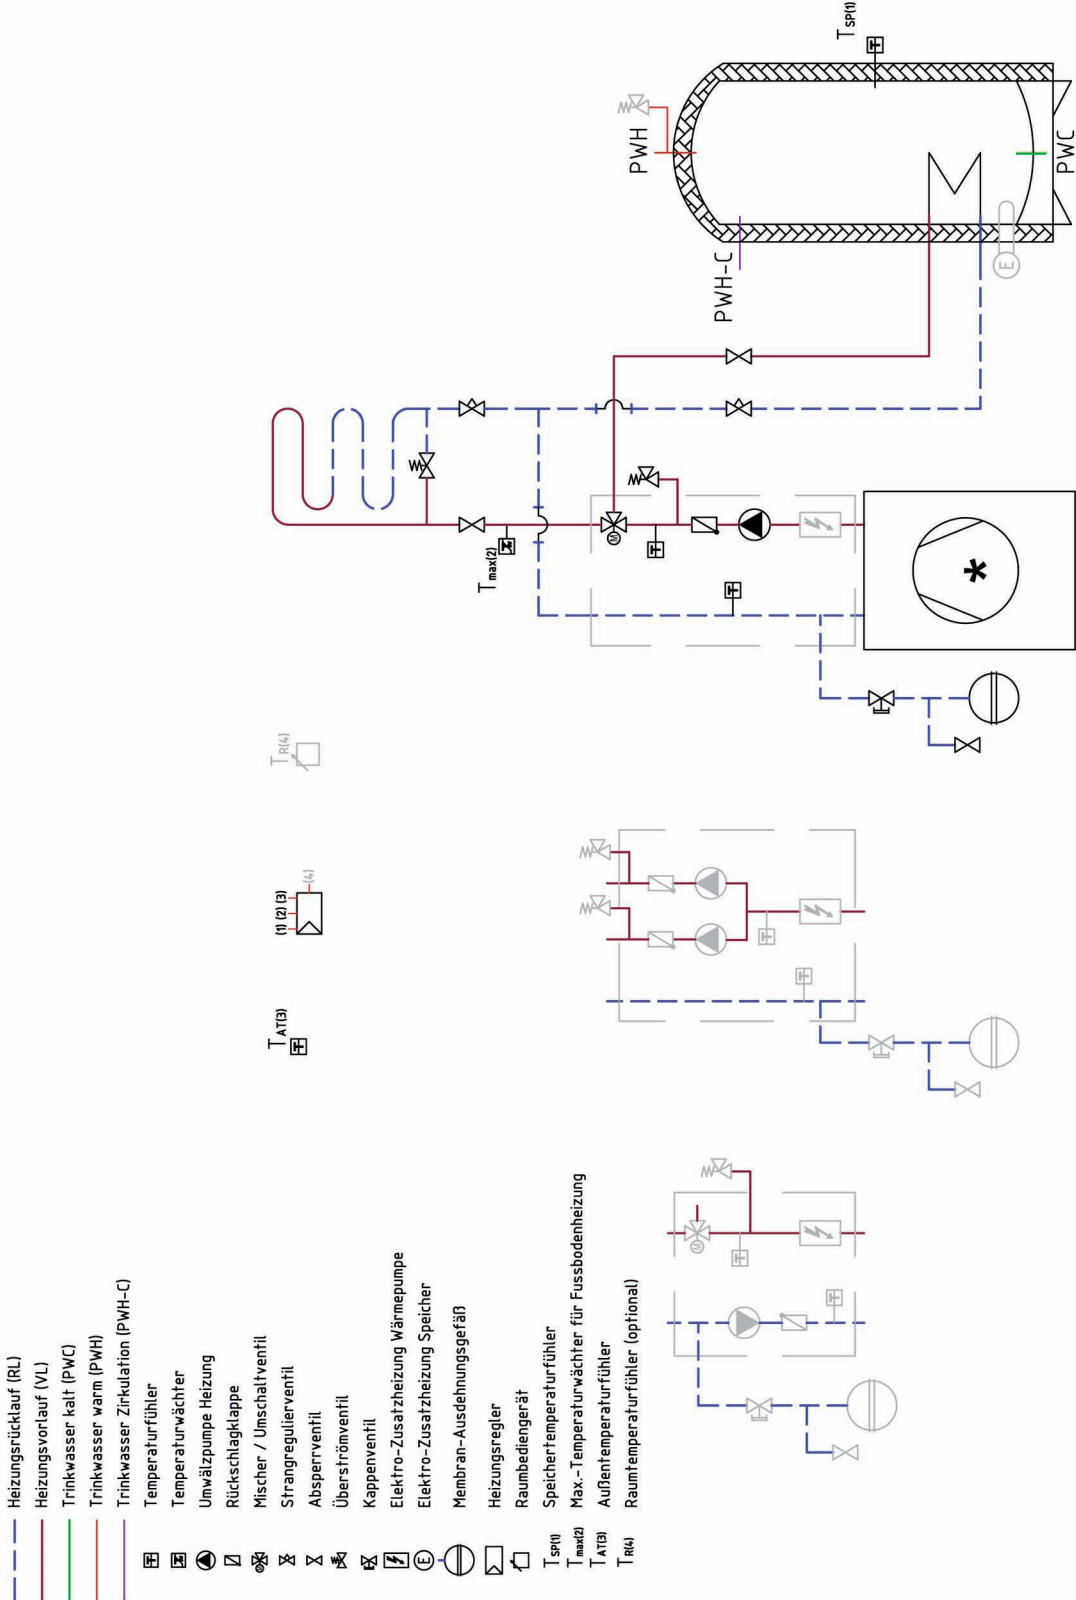 Heizungsrücklauf (RL)
Heizungsvorlauf (VL)
Trinkwasser kalt (PWC)
Trinkwasser warm (PWH)
Trinkwasser Zirkulation (PWH-C)
T Temperaturfühler
Temperaturwächter
Umwälzpumpe Heizung
Rückschlagklappe
M Mischer / Umschaltventil
Strangregulierventil
Absperrventil
Überströmventil
Kappenventil
Elektro-Zusatzheizung Wärmepumpe
E Elektro-Zusatzheizung Speicher
Membran-Ausdehnungsgefäß
Heizungsregler
Raumbediengerät
TSP(1) Speichertemperaturfühler
Tmax(2) Max.-Temperaturwächter für Fussbodenheizung
TAT(3) Außentemperaturfühler
TR(4) Raumtemperaturfühler (optional)
TAT(3)
T
(1) (2) (3)
(4)
TR(4)
Tmax(2)
M
T
T
*
PWH
PWH-C
PWC
TSP(1)
T
E
T
T
M
T
T